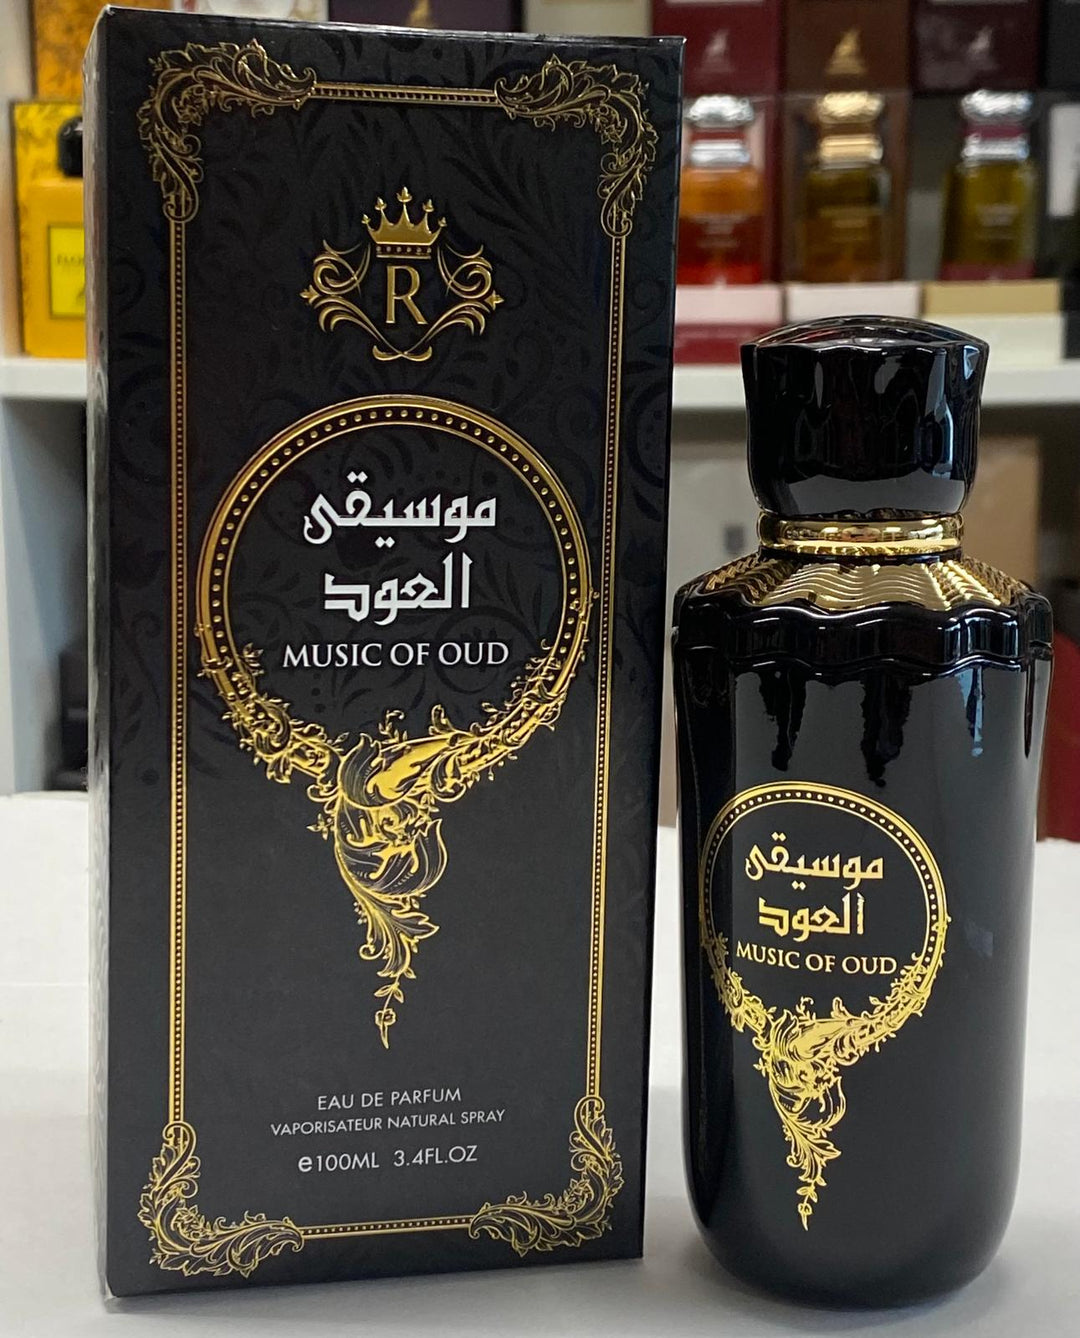 R
موسيقى
العود
MUSIC OF OUD
EAU DE PARFUM
VAPORISATEUR NATURAL SPRAY
e100ML 3.4FL.OZ
موسيقى
العود
MUSIC OF OUD